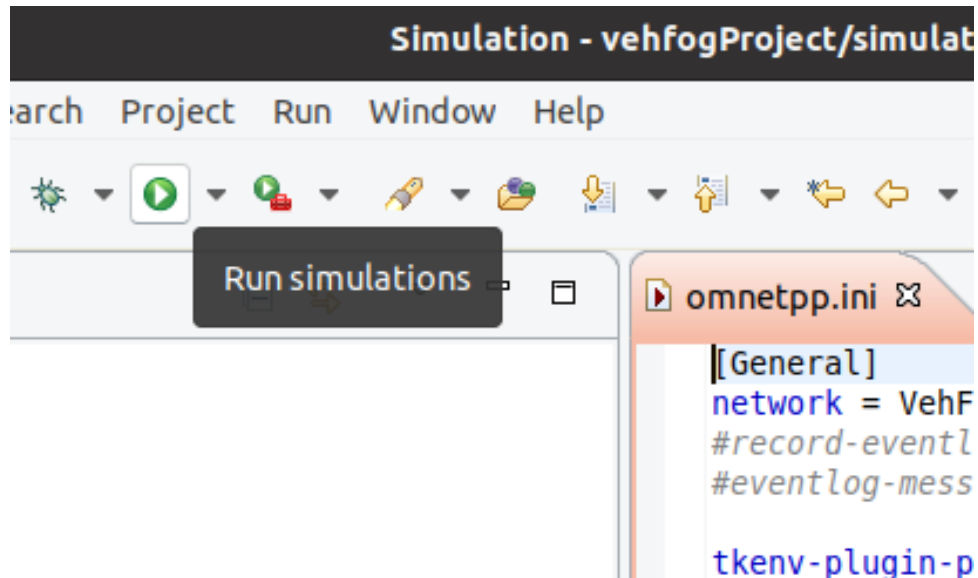 Simulation - vehfogProject/simulat
arch Project Run Window Help
Run simulations
omnetpp.ini
[General]
network = VehF
#record-eventl
#eventlog-mess
tkenv-plugin-p